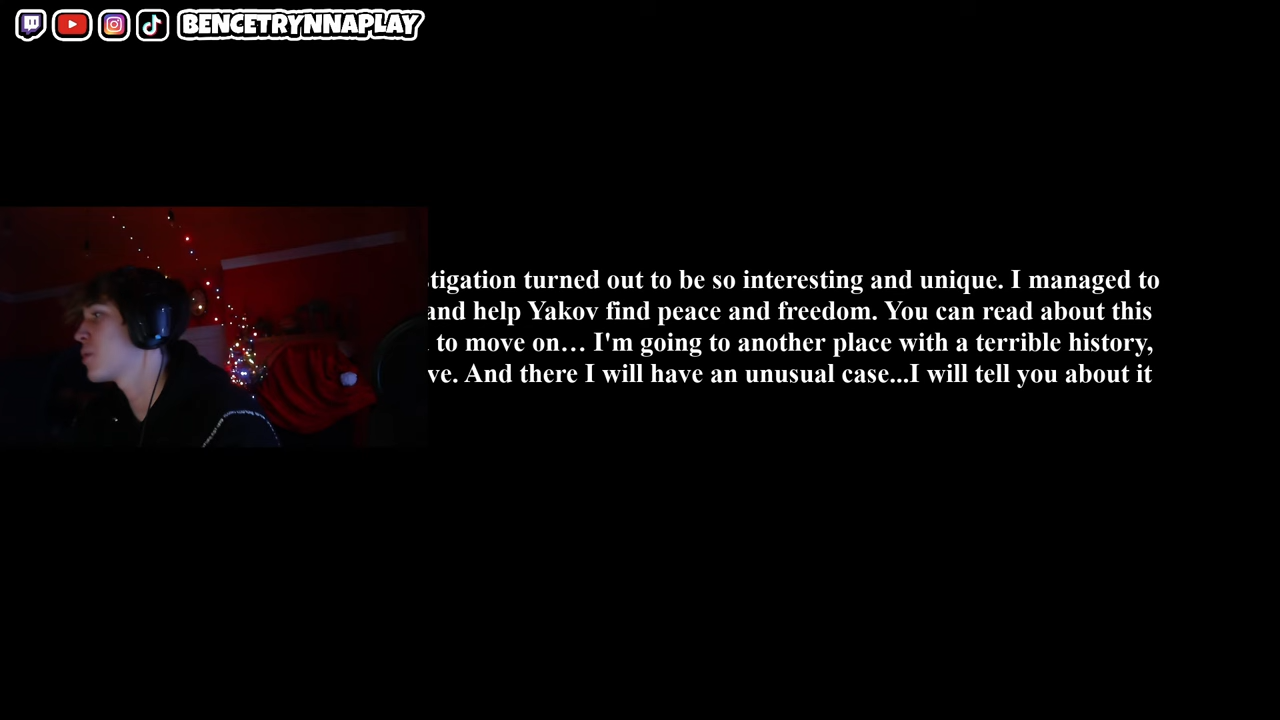 BENCETRYNNAPLAY
turned out to be so interesting and unique. I managed to
and help Yakov find peace and freedom. You can read about this
to move on… I'm going to another place with a terrible history,
And there I will have an unusual case...I will tell you about it